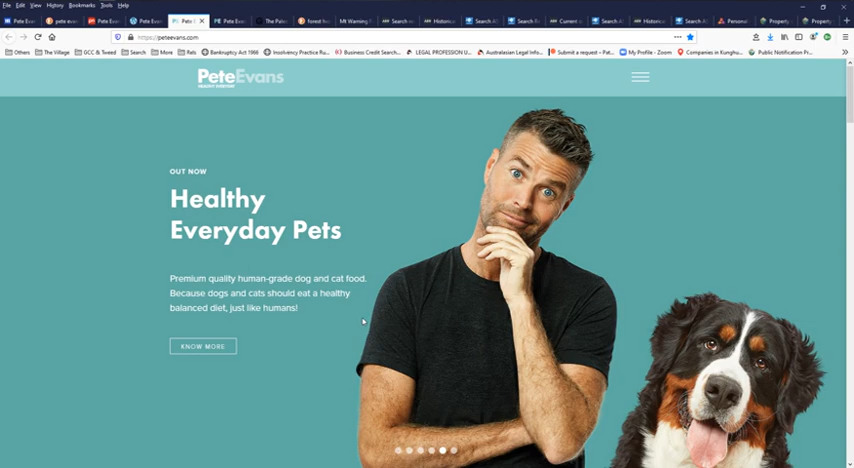 File Edit View History Bookmarks Tools Help
https://peteevans.com
Others The Village GCC & Tweed Search More Rals Bankruptcy Act 1966 Insolvency Practice Ru... Business Credit Search... LEGAL PROFESSION U... Australasian Legal Info... Submit a request – Pat... My Profile - Zoom Companies in Kunghu... Public Notification Pr...
PeteEvans
HEALTHY EVERYDAY
OUT NOW
Healthy
Everyday Pets
Premium quality human-grade dog and cat food.
Because dogs and cats should eat a healthy
balanced diet, just like humans!
KNOW MORE